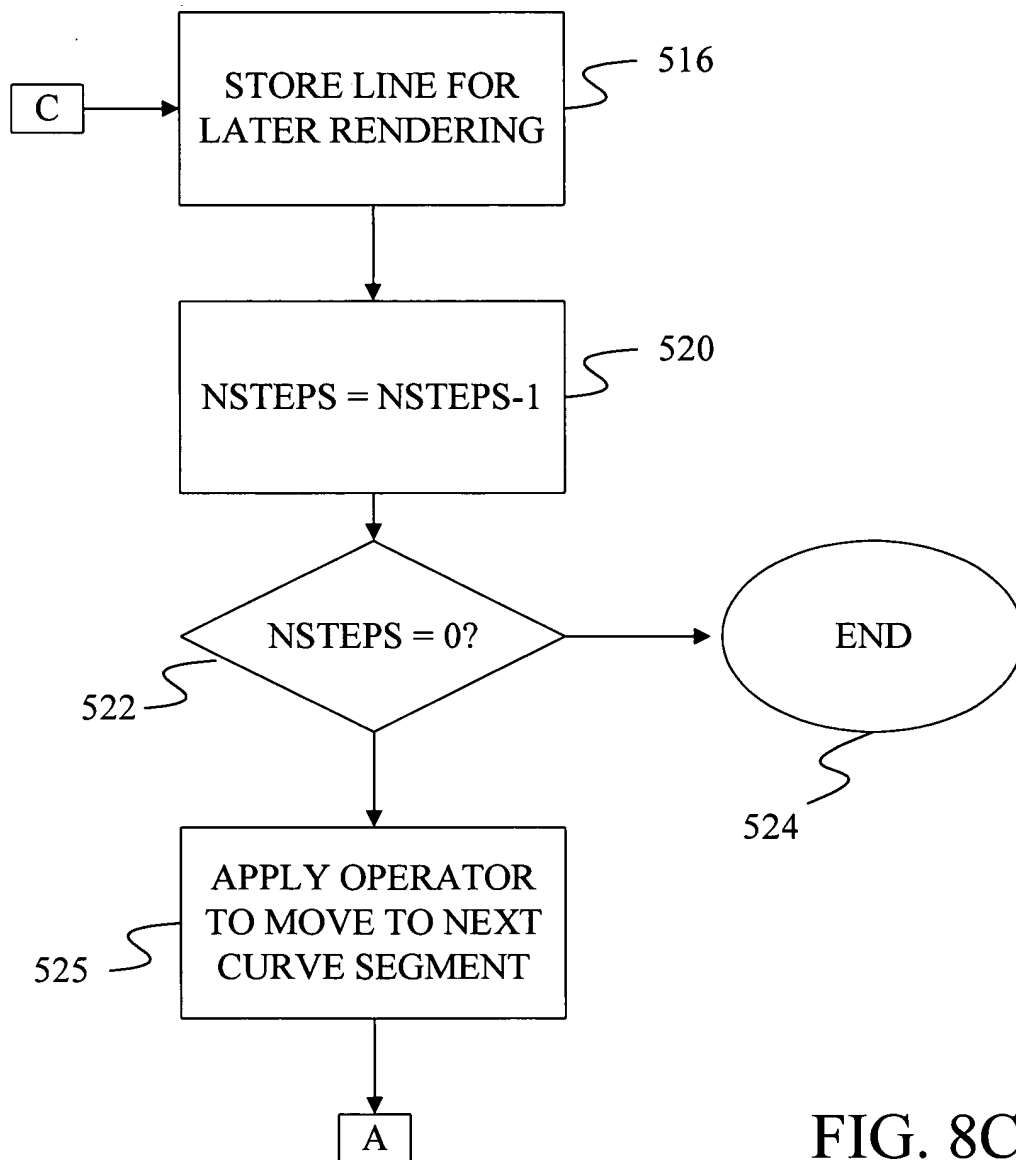 C
STORE LINE FOR
LATER RENDERING
516
NSTEPS = NSTEPS-1
520
NSTEPS = 0?
522
END
524
APPLY OPERATOR
TO MOVE TO NEXT
CURVE SEGMENT
525
A
FIG. 8C